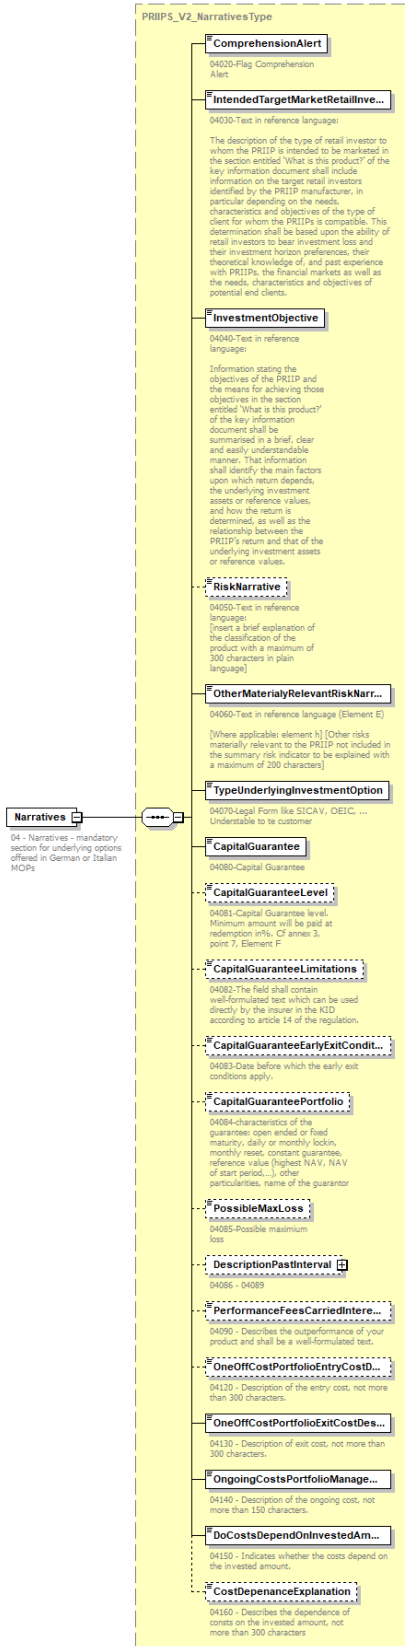 PRIIPS_V2_NarrativesType
ComprehensionAlert
04020-Flag Comprehension
Alert
IntendedTargetMarketRetailInve...
04030-Text in reference language:
The description of the type of retail investor to
whom the PRIIP is intended to be marketed in
the section entitled 'What is this product?' of the
key information document shall include
information on the target retail investors
identified by the PRIIP manufacturer, in
particular depending on the needs,
characteristics and objectives of the type of
client for whom the PRIIPs is compatible. This
determination shall be based upon the ability of
retail investors to bear investment loss and
their investment horizon preferences, their
theoretical knowledge of, and past experience
with PRIIPs, the financial markets as well as
the needs, characteristics and objectives of
potential end clients.
InvestmentObjective
04040-Text in reference
language:
Information stating the
objectives of the PRIIP and
the means for achieving those
objectives in the section
entitled 'What is this product?'
of the key information
document shall be
summarised in a brief, clear
and easily understandable
manner. That information
shall identify the main factors
upon which return depends,
the underlying investment
assets or reference values,
and how the return is
determined, as well as the
relationship between the
PRIIP's return and that of the
underlying investment assets
or reference values.
RiskNarrative
04050-Text in reference
language:
[insert a brief explanation of
the classification of the
product with a maximum of
300 characters in plain
language]
OtherMaterialyRelevantRiskNarr...
04060-Text in reference language (Element E)
[Where applicable: element h] [Other risks
materially relevant to the PRIIP not included in
the summary risk indicator to be explained with
a maximum of 200 characters]
TypeUnderlyingInvestmentOption
04070-Legal Form like SICAV, OEIC, ...
Understable to te customer
Narratives
04 - Narratives - mandatory
section for underlying options
offered in German or Italian
MOPs
CapitalGuarantee
04080-Capital Guarantee
CapitalGuaranteeLevel
04081-Capital Guarantee level.
Minimum amount will be paid at
redemption in%. Cf annex 3,
point 7, Element F
CapitalGuaranteeLimitations
04082-The field shall contain
well-formulated text which can be used
directly by the insurer in the KID
according to article 14 of the regulation.
CapitalGuaranteeEarlyExitCondit...
04083-Date before which the early exit
conditions apply.
CapitalGuaranteePortfolio
04084-characteristics of the
guarantee: open ended or fixed
maturity, daily or monthly lockin,
monthly reset, constant guarantee,
reference value (highest NAV, NAV
of start period,...), other
particularities, name of the guarantor
PossibleMaxLoss
04085-Possible maximium
loss
DescriptionPastInterval
04086 - 04089
PerformanceFeesCarriedIntere...
04090 - Describes the outperformance of your
product and shall be a well-formulated text.
OneOffCostPortfolioEntryCostD...
04120 - Description of the entry cost, not more
than 300 characters.
OneOffCostPortfolioExitCostDes...
04130 - Description of exit cost, not more than
300 characters.
OngoingCostsPortfolioManage...
04140 - Description of the ongoing cost, not
more than 150 characters.
DoCostsDependOnInvestedAm...
04150 - Indicates whether the costs depend on
the invested amount.
CostDepenanceExplanation
04160 - Describes the dependence of
consts on the invested amount, not
more than 300 characters